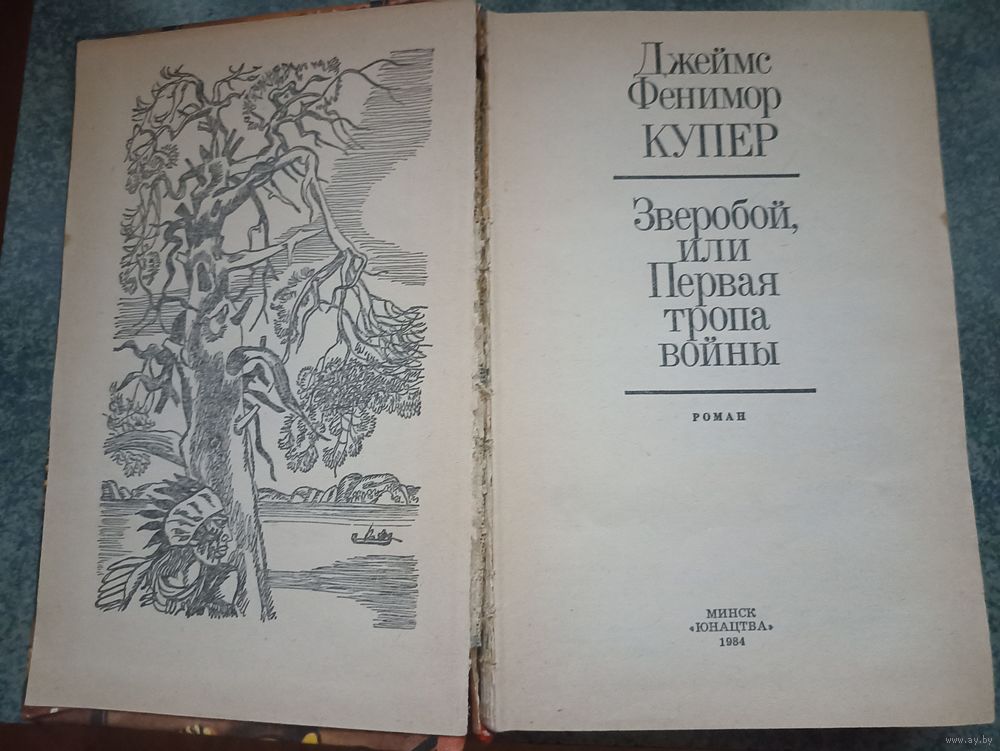 Джеймс
Фенимор
КУПЕР
Зверобой,
или
Первая
тропа
войны
РОМАН
МИНСК
«ЮНАЦТВА»
1984
www.ay.by